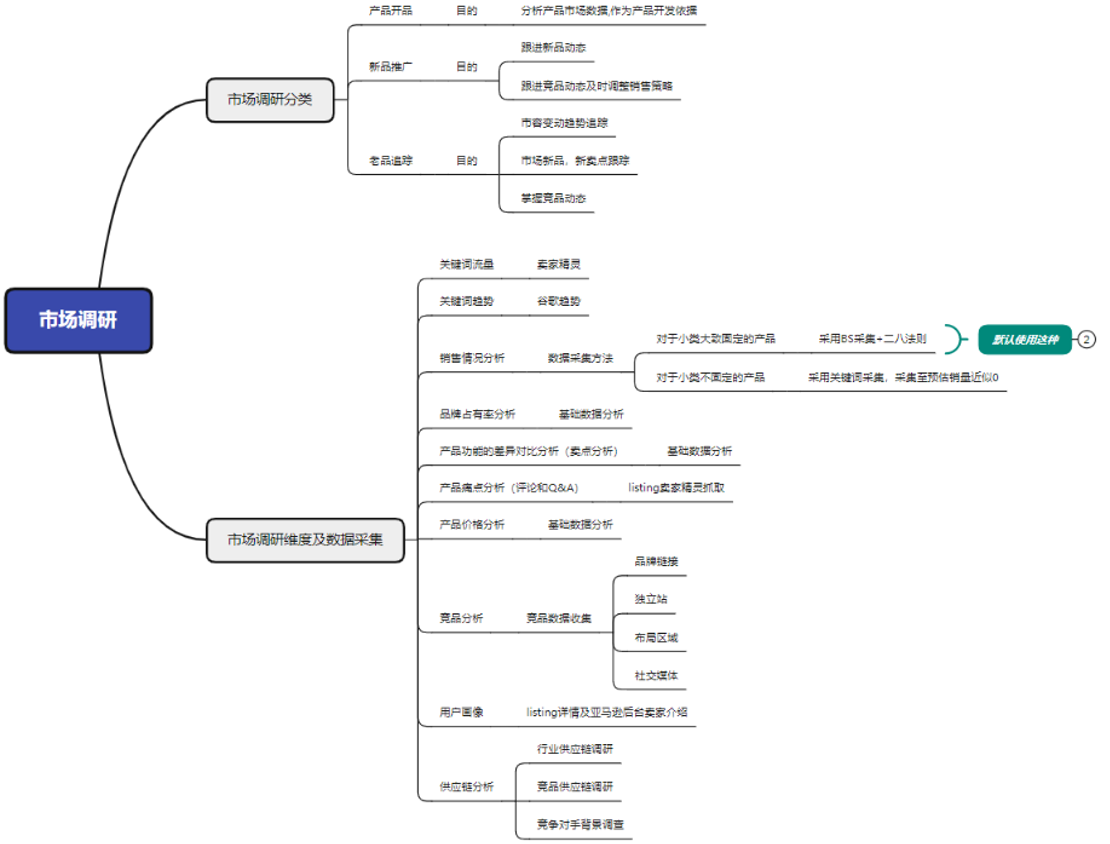 市场调研
市场调研分类
产品开品
目的
分析产品市场数据,作为产品开发依据
新品推广
目的
跟进新品动态
跟进竞品动态及时调整销售策略
老品追踪
目的
市容变动趋势追踪
市场新品，新卖点跟踪
掌握竞品动态
市场调研维度及数据采集
关键词流量
卖家精灵
关键词趋势
谷歌趋势
销售情况分析
数据采集方法
对于小类大致固定的产品
采用BS采集+二八法则
默认使用这种
2
对于小类不固定的产品
采用关键词采集，采集至预估销量近似0
品牌占有率分析
基础数据分析
产品功能的差异对比分析（卖点分析）
基础数据分析
产品痛点分析（评论和Q&A）
listing卖家精灵抓取
产品价格分析
基础数据分析
竞品分析
竞品数据收集
品牌链接
独立站
布局区域
社交媒体
用户画像
listing详情及亚马逊后台卖家介绍
供应链分析
行业供应链调研
竞品供应链调研
竞争对手背景调查